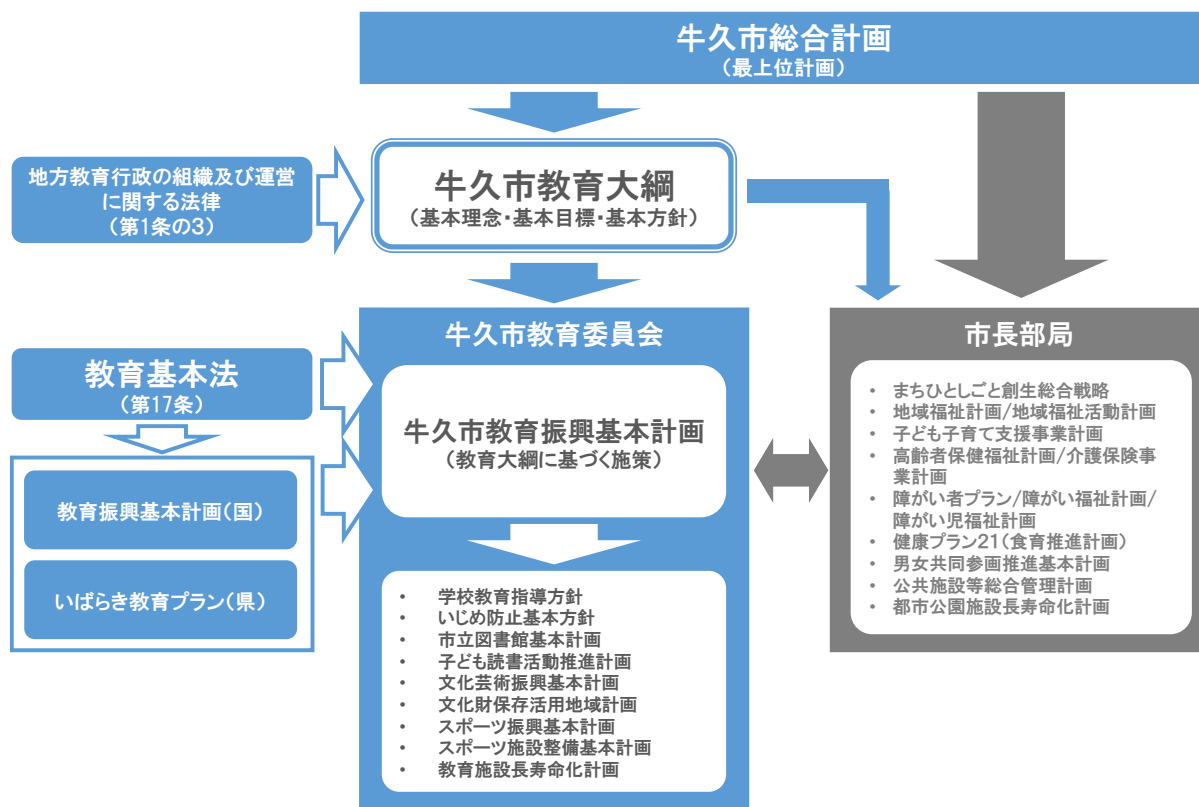 牛久市総合計画
（最上位計画）
地方教育行政の組織及び運営
に関する法律
（第1条の3）
牛久市教育大綱
（基本理念・基本目標・基本方針）
教育基本法
（第17条）
教育振興基本計画（国）
いばらき教育プラン（県）
牛久市教育委員会
牛久市教育振興基本計画
（教育大綱に基づく施策）
・ 学校教育指導方針
・ いじめ防止基本方針
・ 市立図書館基本計画
・ 子ども読書活動推進計画
・ 文化芸術振興基本計画
・ 文化財保存活用地域計画
・ スポーツ振興基本計画
・ スポーツ施設整備基本計画
・ 教育施設長寿命化計画
市長部局
・ まちひとしごと創生総合戦略
・ 地域福祉計画/地域福祉活動計画
・ 子ども子育て支援事業計画
・ 高齢者保健福祉計画/介護保険事
業計画
・ 障がい者プラン/障がい福祉計画/
障がい児福祉計画
・ 健康プラン21（食育推進計画）
・ 男女共同参画推進基本計画
・ 公共施設等総合管理計画
・ 都市公園施設長寿命化計画